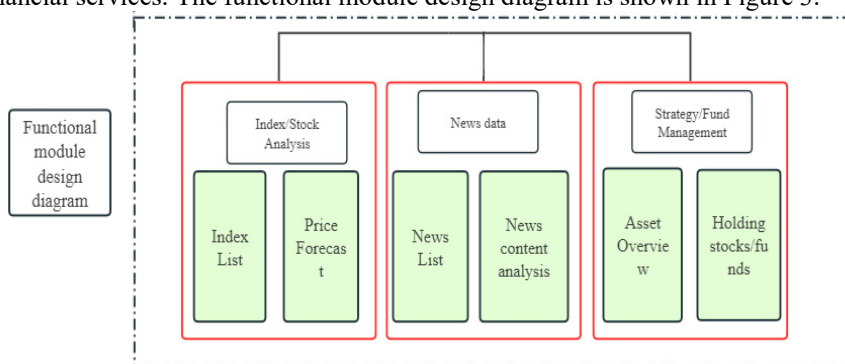 nancial services. The functional module design diagram is shown in Figure 3.
Functional
module
design
diagram
Index/Stock
Analysis
News data
Strategy/Fund
Management
Index
List
Price
Forecas
t
News
List
News
content
analysis
Asset
Overvie
w
Holding
stocks/fu
nds